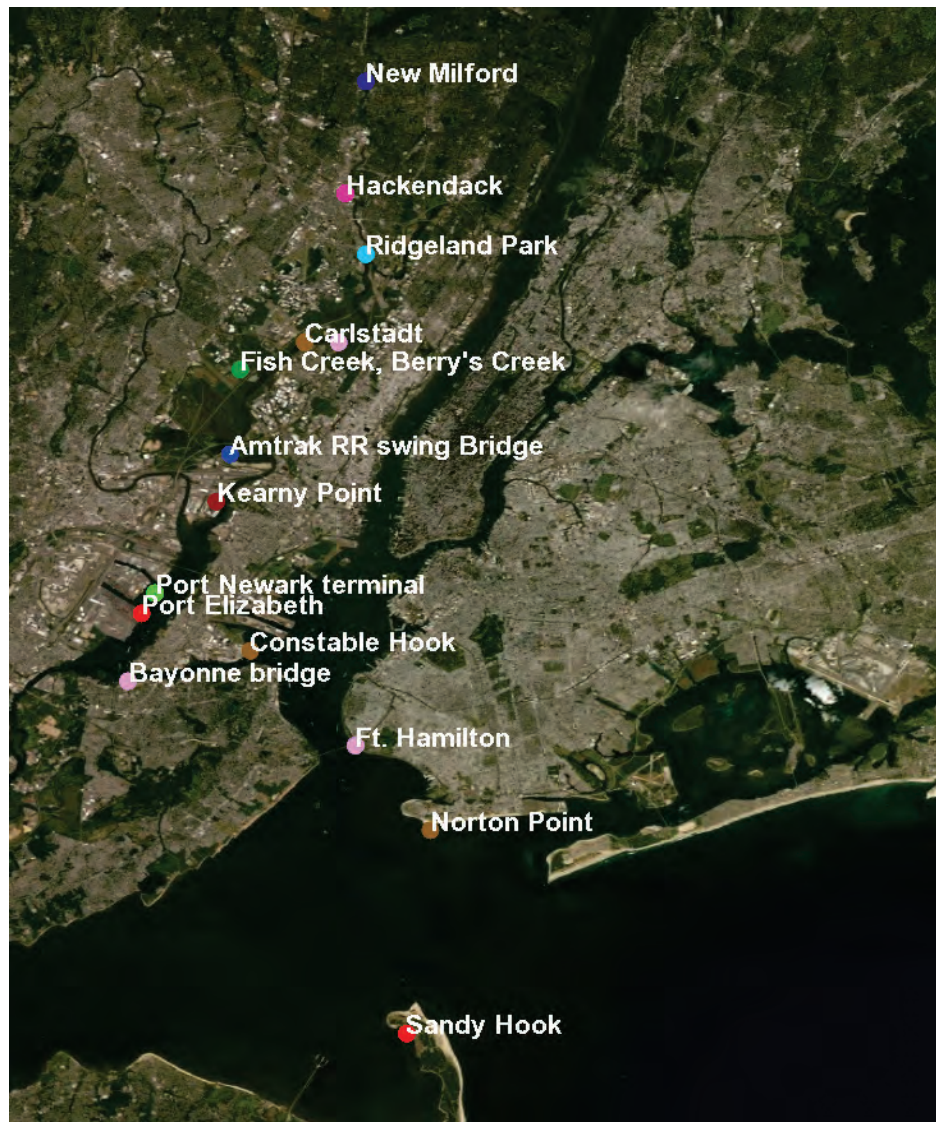 New Milford
Hackendack
Ridgeland Park
Carlstadt
Fish Creek, Berry's Creek
Amtrak RR swing Bridge
Kearny Point
Port Newark terminal
Port Elizabeth
Constable Hook
Bayonne bridge
Ft. Hamilton
Norton Point
Sandy Hook